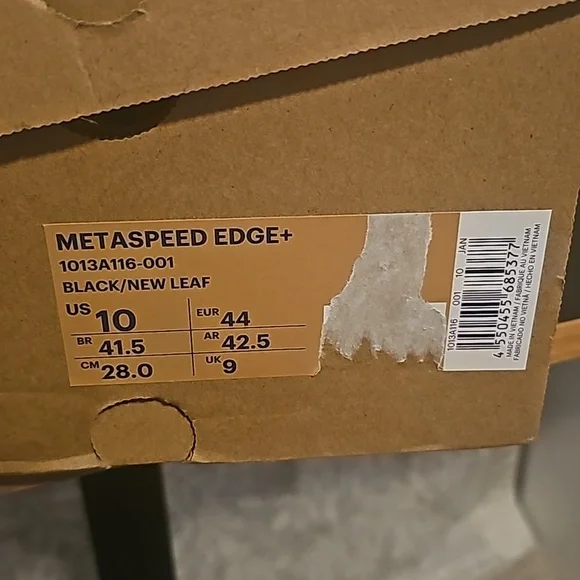 METASPEED EDGE+
1013A116-001
BLACK/NEW LEAF
US 10
EUR 44
BR 41.5
AR 42.5
CM 28.0
UK 9
1013A116 001 10 JAN
4 550455 685377
MADE IN VIETNAM / FABRIQUÉ AU VIETNAM
FABRICADO NO VIETNÃ / HECHO EN VIETNAM